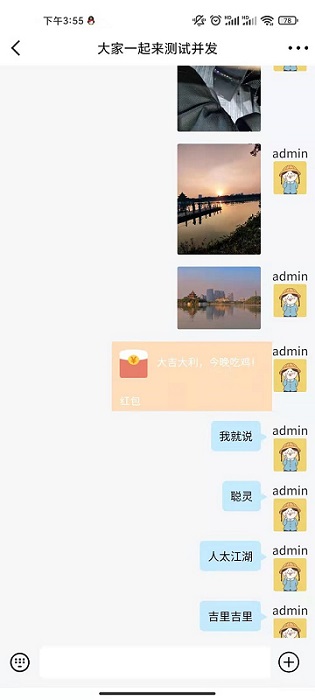 下午3:55
78
大家一起来测试并发
admin
admin
admin
大吉大利，今晚吃鸡！
红包
admin
我就说
admin
聪灵
admin
人太江湖
admin
吉里吉里